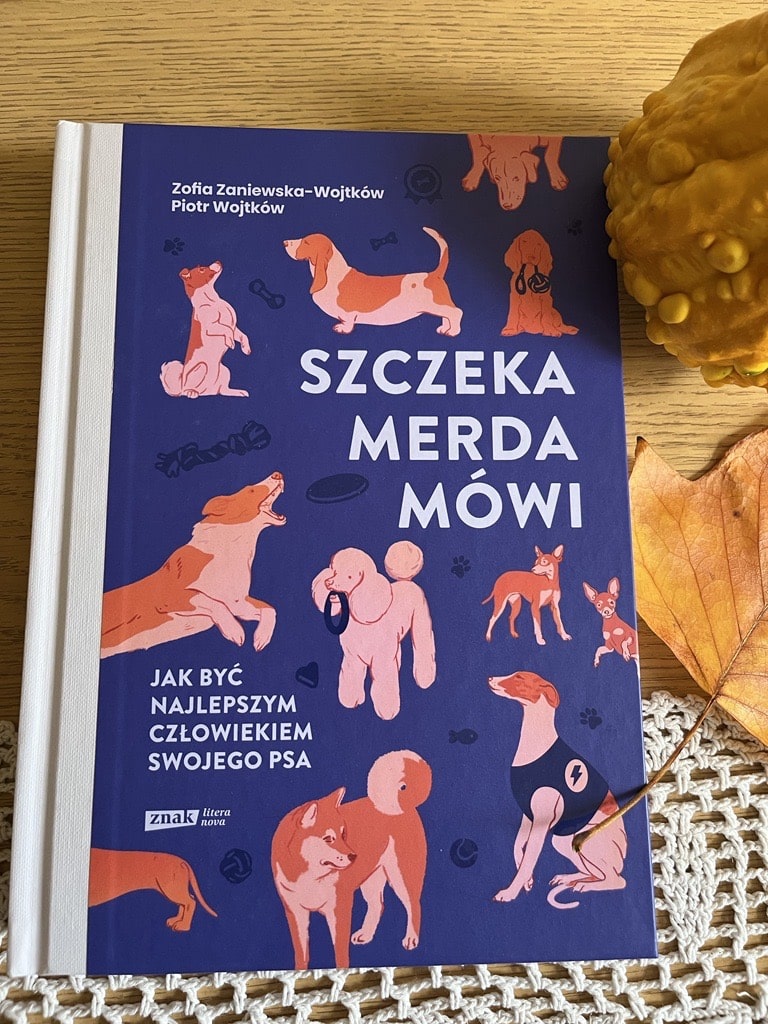 Zofia Zaniewska-Wojtków
Piotr Wojtków
SZCZEKA
MERDA
MÓWI
JAK BYĆ
NAJLEPSZYM
CZŁOWIEKIEM
SWOJEGO PSA
znak litera
nova